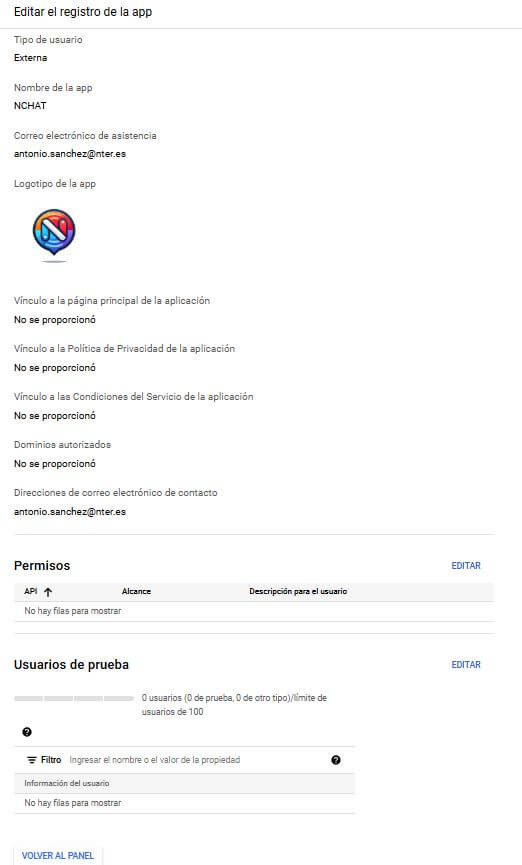 Editar el registro de la app
Tipo de usuario
Externa
Nombre de la app
NCHAT
Correo electrónico de asistencia
antonio.sanchez@nter.es
Logotipo de la app
N
Vínculo a la página principal de la aplicación
No se proporcionó
Vínculo a la Política de Privacidad de la aplicación
No se proporcionó
Vínculo a las Condiciones del Servicio de la aplicación
No se proporcionó
Dominios autorizados
No se proporcionó
Direcciones de correo electrónico de contacto
antonio.sanchez@nter.es
Permisos EDITAR
API Alcance Descripción para el usuario
No hay filas para mostrar
Usuarios de prueba EDITAR
0 usuarios (0 de prueba, 0 de otro tipo)/límite de
usuarios de 100
Filtro Ingresar el nombre o el valor de la propiedad
Información del usuario
No hay filas para mostrar
VOLVER AL PANEL